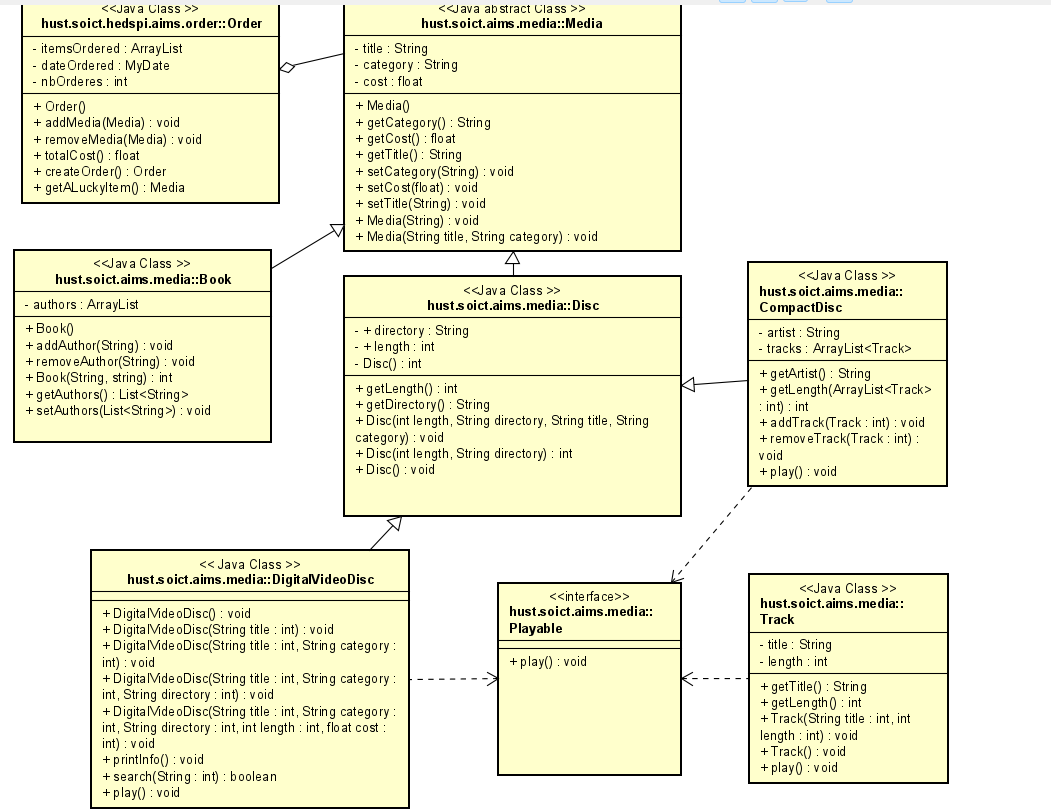 <<Java Class >>
hust.soict.hedspi.aims.order::Order
- itemsOrdered : ArrayList
- dateOrdered : MyDate
- nbOrderes : int
+ Order()
+ addMedia(Media) : void
+ removeMedia(Media) : void
+ totalCost() : float
+ createOrder() : Order
+ getALuckyItem() : Media
<<Java abstract Class >>
hust.soict.aims.media::Media
- title : String
- category : String
- cost : float
+ Media()
+ getCategory() : String
+ getCost() : float
+ getTitle() : String
+ setCategory(String) : void
+ setCost(float) : void
+ setTitle(String) : void
+ Media(String) : void
+ Media(String title, String category) : void
<<Java Class >>
hust.soict.aims.media::Book
- authors : ArrayList
+ Book()
+ addAuthor(String) : void
+ removeAuthor(String) : void
+ Book(String, string) : int
+ getAuthors() : List<String>
+ setAuthors(List<String>) : void
<<Java Class >>
hust.soict.aims.media::Disc
- + directory : String
- + length : int
- Disc() : int
+ getLength() : int
+ getDirectory() : String
+ Disc(int length, String directory, String title, String
category) : void
+ Disc(int length, String directory) : int
+ Disc() : void
<<Java Class >>
hust.soict.aims.media::
CompactDisc
- artist : String
- tracks : ArrayList<Track>
+ getArtist() : String
+ getLength(ArrayList<Track>
: int) : int
+ addTrack(Track : int) : void
+ removeTrack(Track : int) :
void
+ play() : void
<< Java Class >>
hust.soict.aims.media::DigitalVideoDisc
+ DigitalVideoDisc() : void
+ DigitalVideoDisc(String title : int) : void
+ DigitalVideoDisc(String title : int, String category :
int) : void
+ DigitalVideoDisc(String title : int, String category :
int, String directory : int) : void
+ DigitalVideoDisc(String title : int, String category :
int, String directory : int, int length : int, float cost :
int) : void
+ printInfo() : void
+ search(String : int) : boolean
+ play() : void
<<interface>>
hust.soict.aims.media::
Playable
+ play() : void
<<Java Class >>
hust.soict.aims.media::
Track
- title : String
- length : int
+ getTitle() : String
+ getLength() : int
+ Track(String title : int, int
length : int) : void
+ Track() : void
+ play() : void